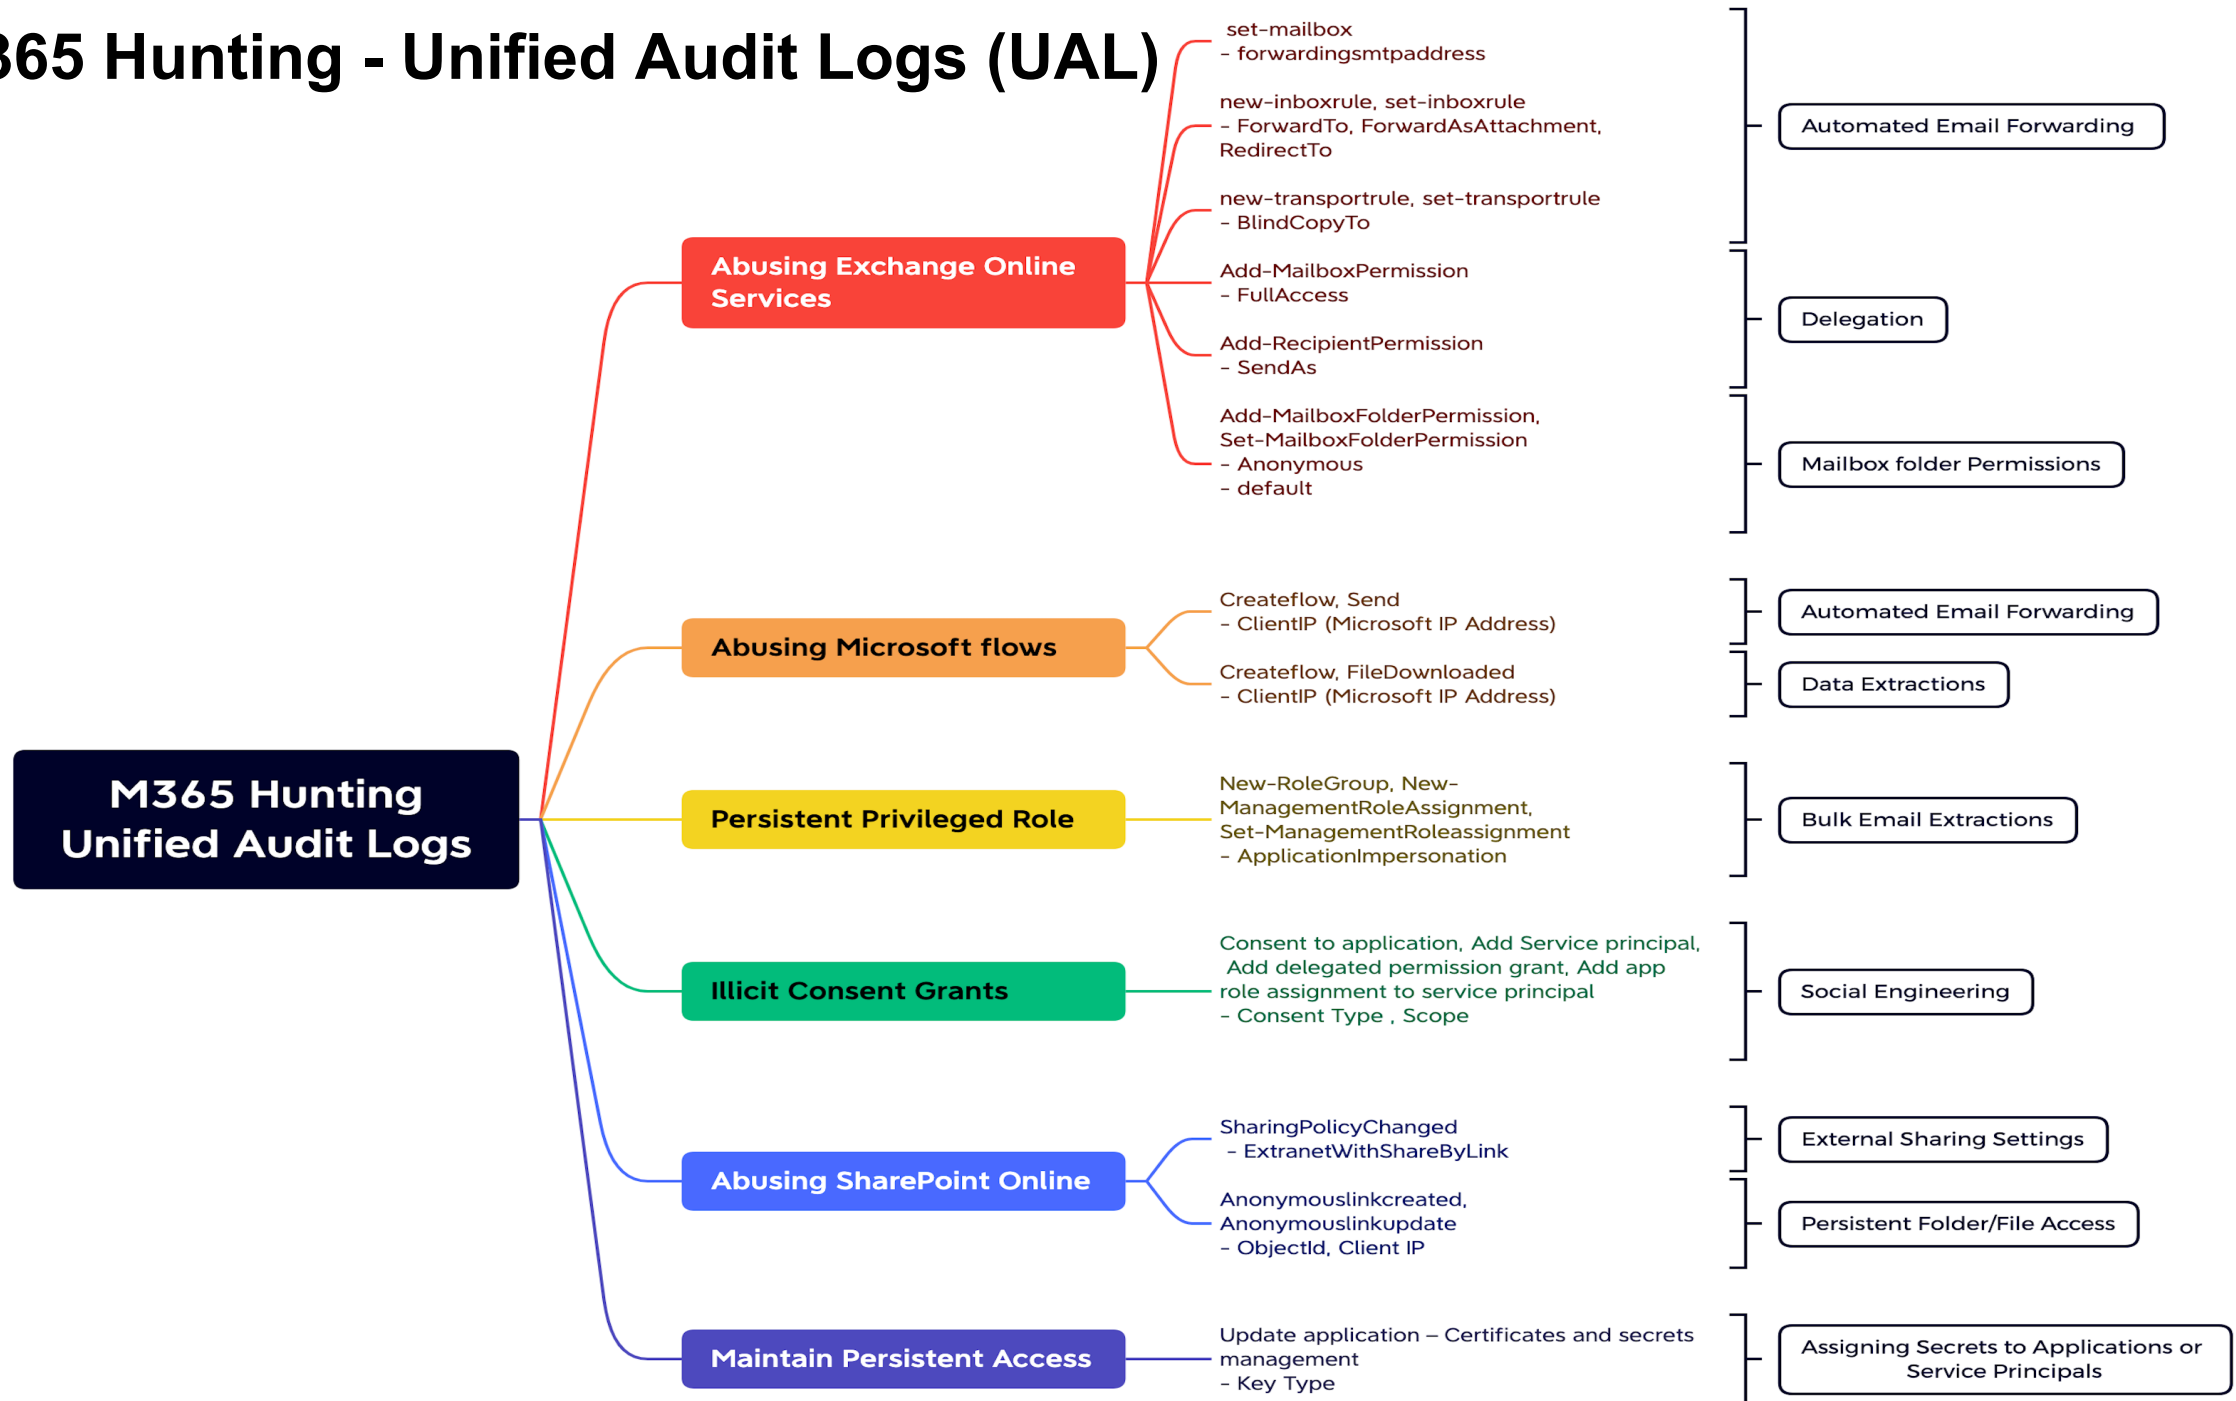 365 Hunting - Unified Audit Logs (UAL)
M365 Hunting
Unified Audit Logs
Abusing Exchange Online
Services
set-mailbox
- forwardingsmtpaddress
new-inboxrule, set-inboxrule
- ForwardTo, ForwardAsAttachment,
RedirectTo
new-transportrule, set-transportrule
- BlindCopyTo
Automated Email Forwarding
Add-MailboxPermission
- FullAccess
Add-RecipientPermission
- SendAs
Delegation
Add-MailboxFolderPermission,
Set-MailboxFolderPermission
- Anonymous
- default
Mailbox folder Permissions
Abusing Microsoft flows
Createflow, Send
- ClientIP (Microsoft IP Address)
Automated Email Forwarding
Createflow, FileDownloaded
- ClientIP (Microsoft IP Address)
Data Extractions
Persistent Privileged Role
New-RoleGroup, New-
ManagementRoleAssignment,
Set-ManagementRoleassignment
- ApplicationImpersonation
Bulk Email Extractions
Illicit Consent Grants
Consent to application, Add Service principal,
Add delegated permission grant, Add app
role assignment to service principal
- Consent Type , Scope
Social Engineering
Abusing SharePoint Online
SharingPolicyChanged
- ExtranetWithShareByLink
External Sharing Settings
Anonymouslinkcreated,
Anonymouslinkupdate
- ObjectId, Client IP
Persistent Folder/File Access
Maintain Persistent Access
Update application – Certificates and secrets
management
- Key Type
Assigning Secrets to Applications or
Service Principals